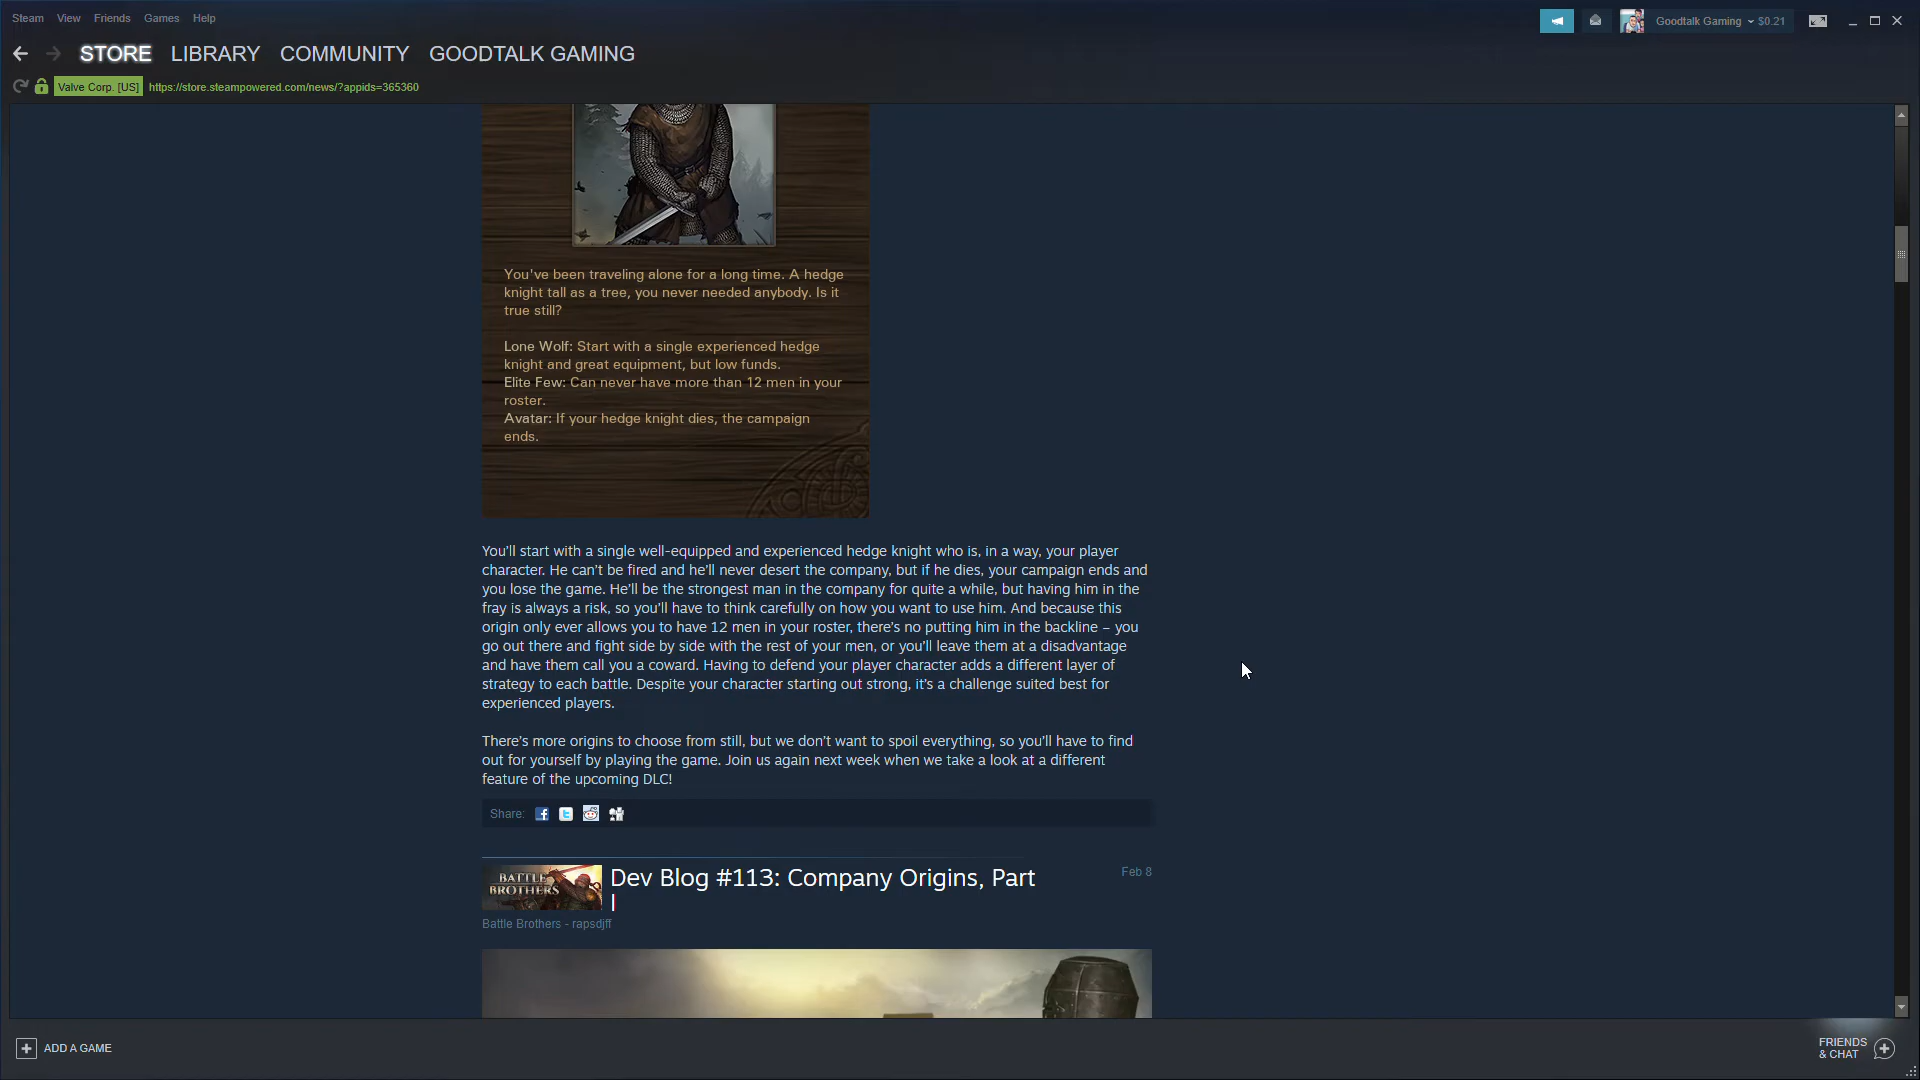 Steam View Friends Games Help
Goodtalk Gaming $0.21
STORE LIBRARY COMMUNITY GOODTALK GAMING
Valve Corp. [US] https://store.steampowered.com/news/?appids=365360
You've been traveling alone for a long time. A hedge
knight tall as a tree, you never needed anybody. Is it
true still?
Lone Wolf: Start with a single experienced hedge
knight and great equipment, but low funds.
Elite Few: Can never have more than 12 men in your
roster.
Avatar: If your hedge knight dies, the campaign
ends.
You’ll start with a single well-equipped and experienced hedge knight who is, in a way, your player
character. He can’t be fired and he’ll never desert the company, but if he dies, your campaign ends and
you lose the game. He’ll be the strongest man in the company for quite a while, but having him in the
fray is always a risk, so you’ll have to think carefully on how you want to use him. And because this
origin only ever allows you to have 12 men in your roster, there’s no putting him in the backline – you
go out there and fight side by side with the rest of your men, or you’ll leave them at a disadvantage
and have them call you a coward. Having to defend your player character adds a different layer of
strategy to each battle. Despite your character starting out strong, it’s a challenge suited best for
experienced players.
There’s more origins to choose from still, but we don’t want to spoil everything, so you’ll have to find
out for yourself by playing the game. Join us again next week when we take a look at a different
feature of the upcoming DLC!
Share:
BATTLE
BROTHERS
Dev Blog #113: Company Origins, Part
I
Feb 8
Battle Brothers - rapsdjff
ADD A GAME
FRIENDS
& CHAT